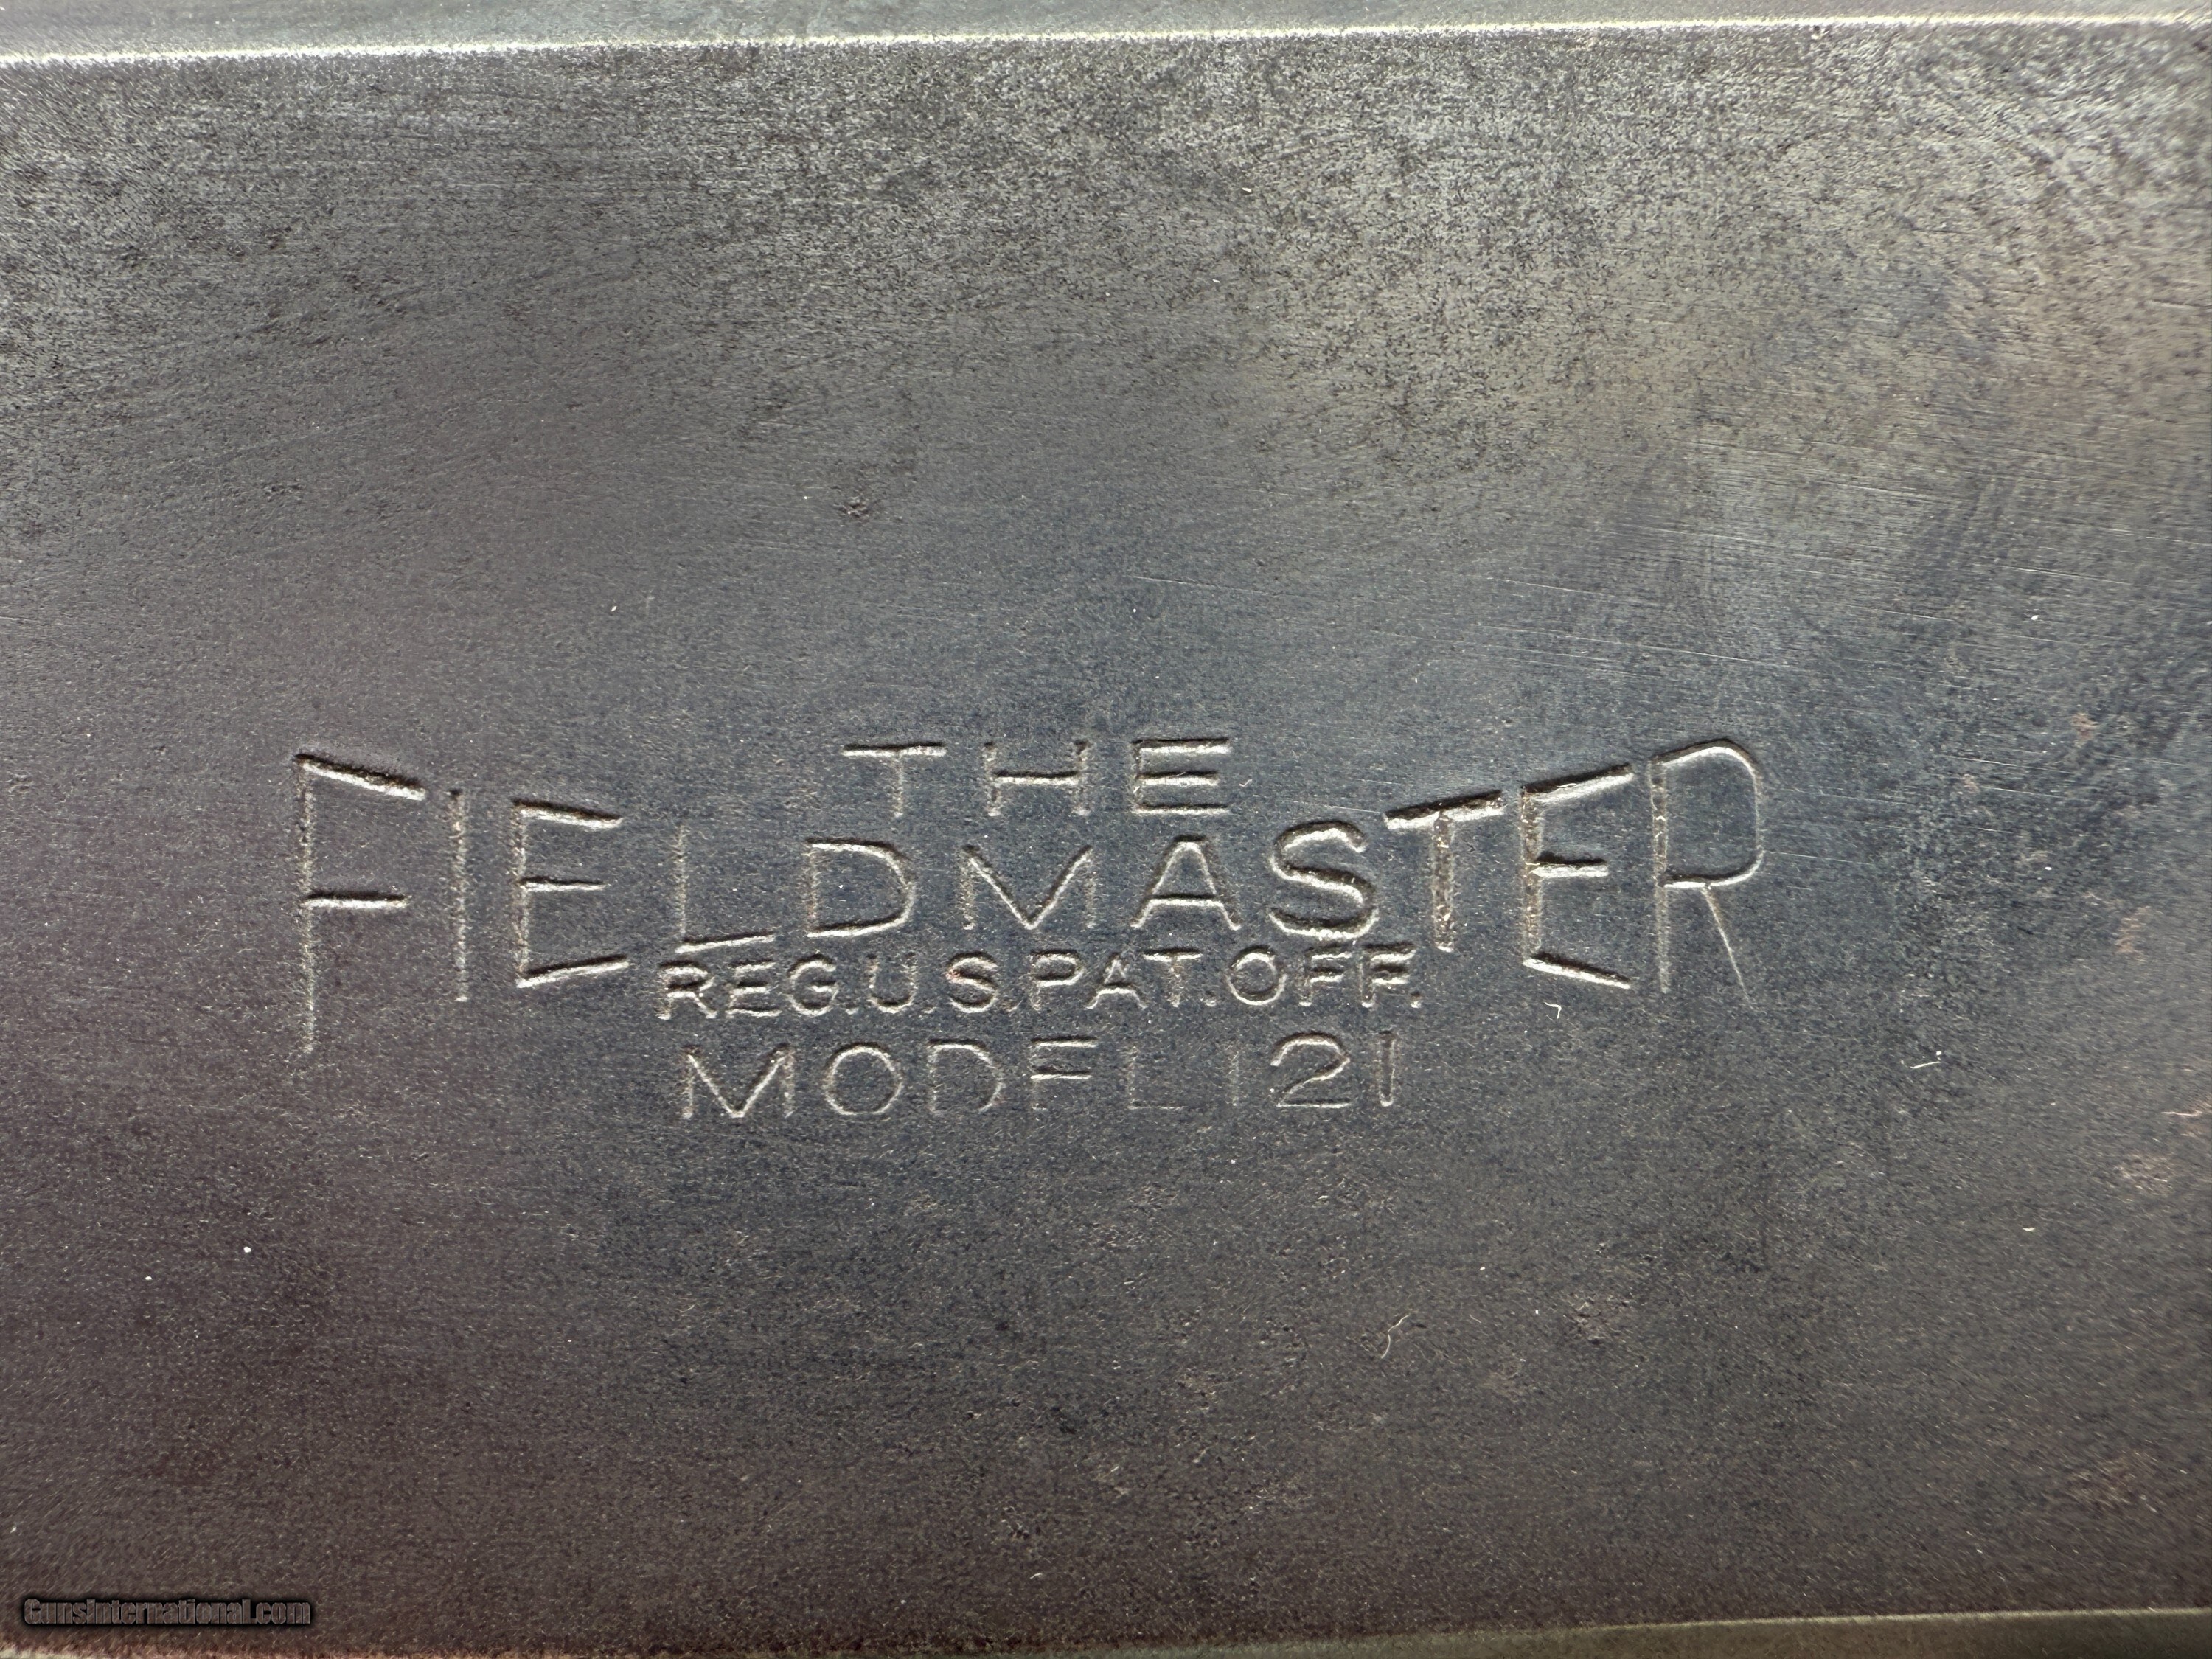 THE
FIELDMASTER
REG.U.S.PAT.OFF.
MODEL 121
GunsInternational.com